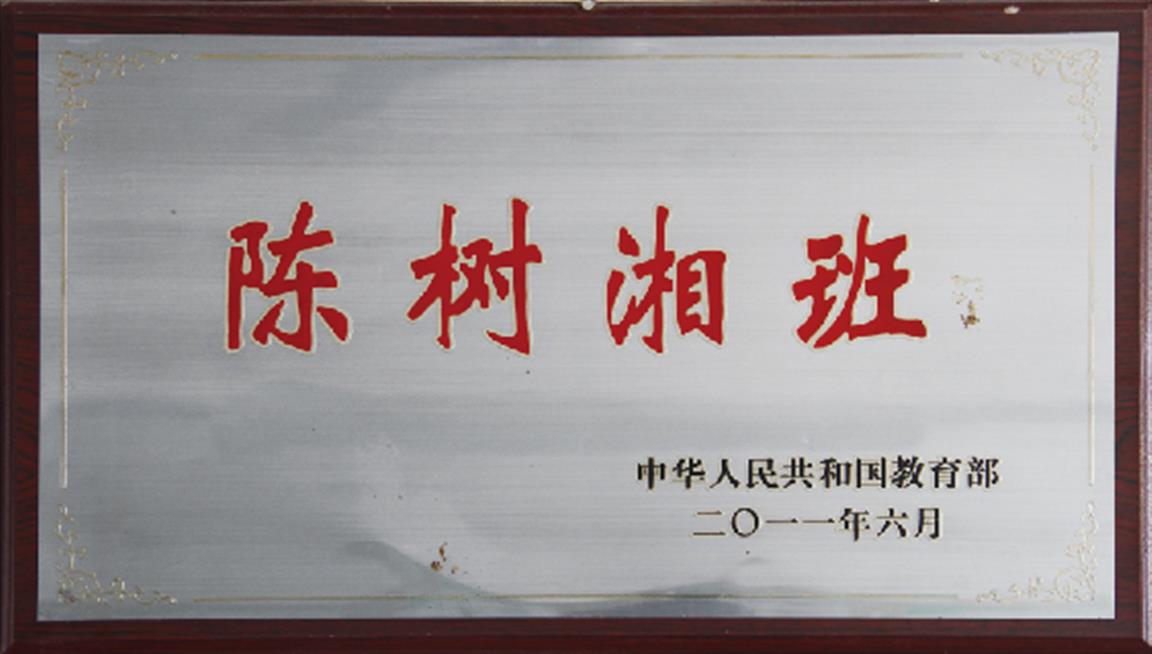 陈树湘班
中华人民共和国教育部
二〇一一年六月